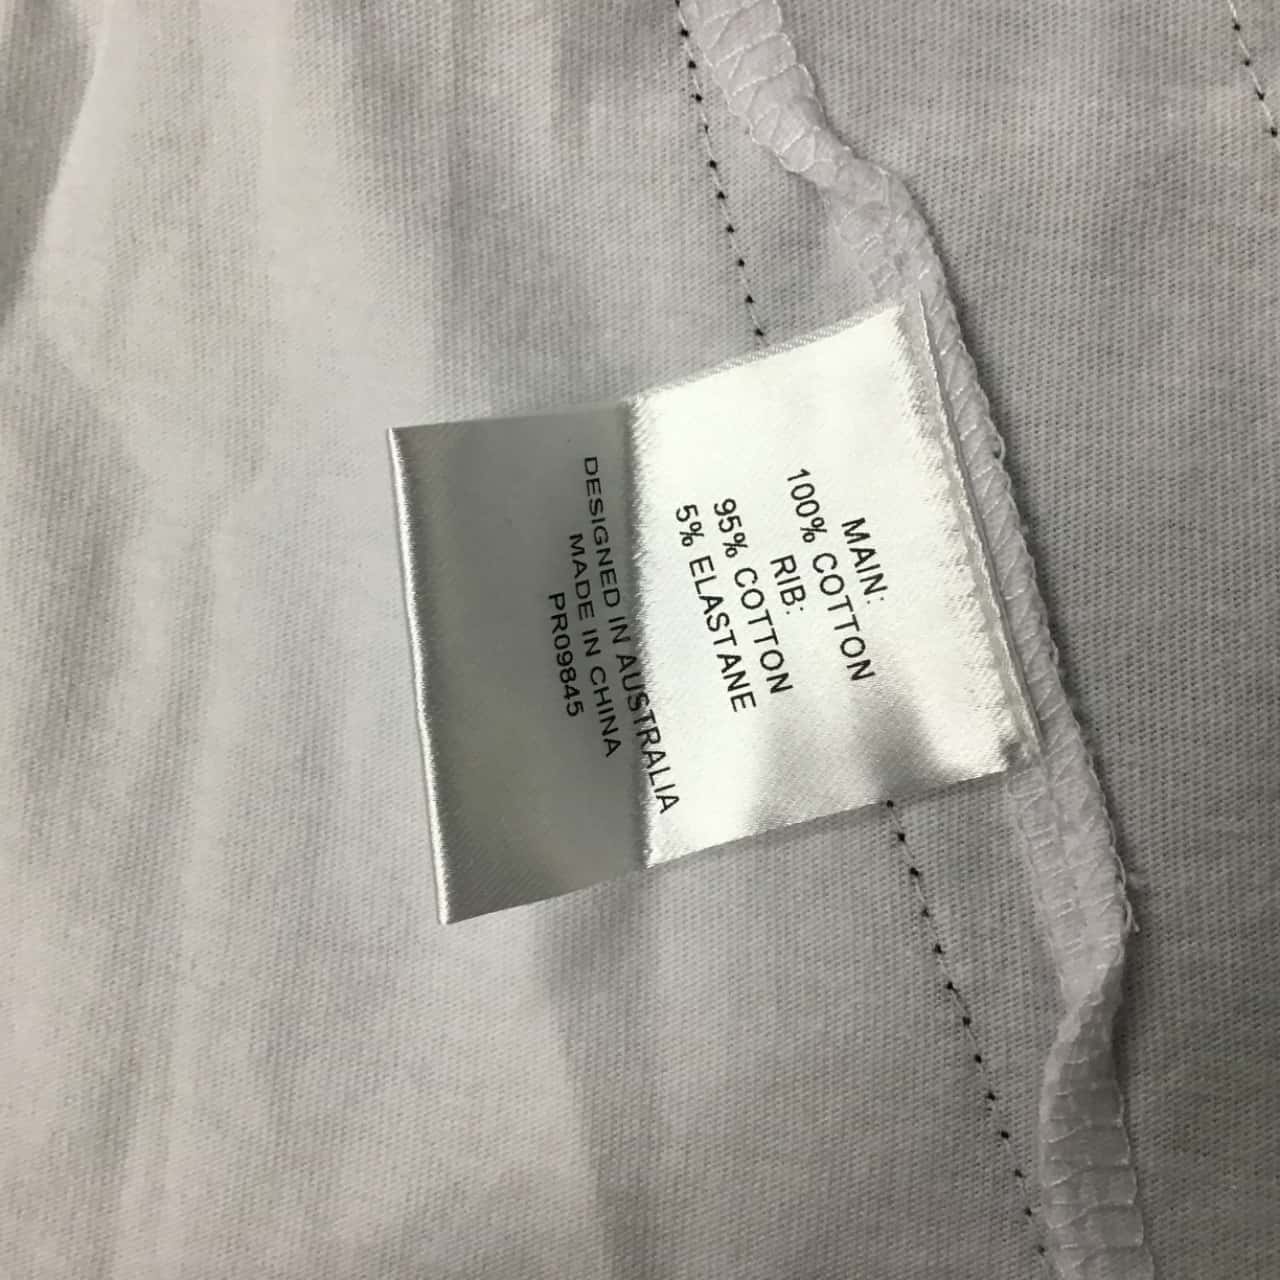 MAIN:
100% COTTON
RIB:
95% COTTON
5% ELASTANE
DESIGNED IN AUSTRALIA
MADE IN CHINA
PR09845